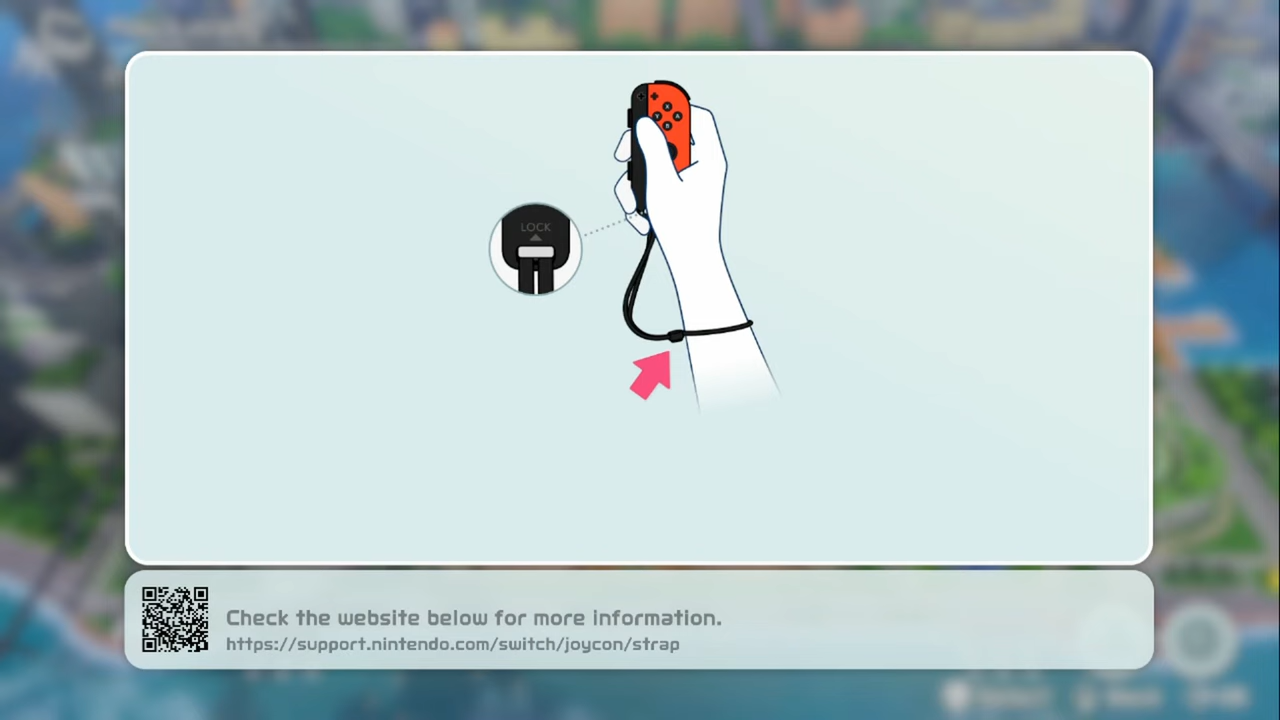 LOCK
Check the website below for more information.
https://support.nintendo.com/switch/joycon/strap